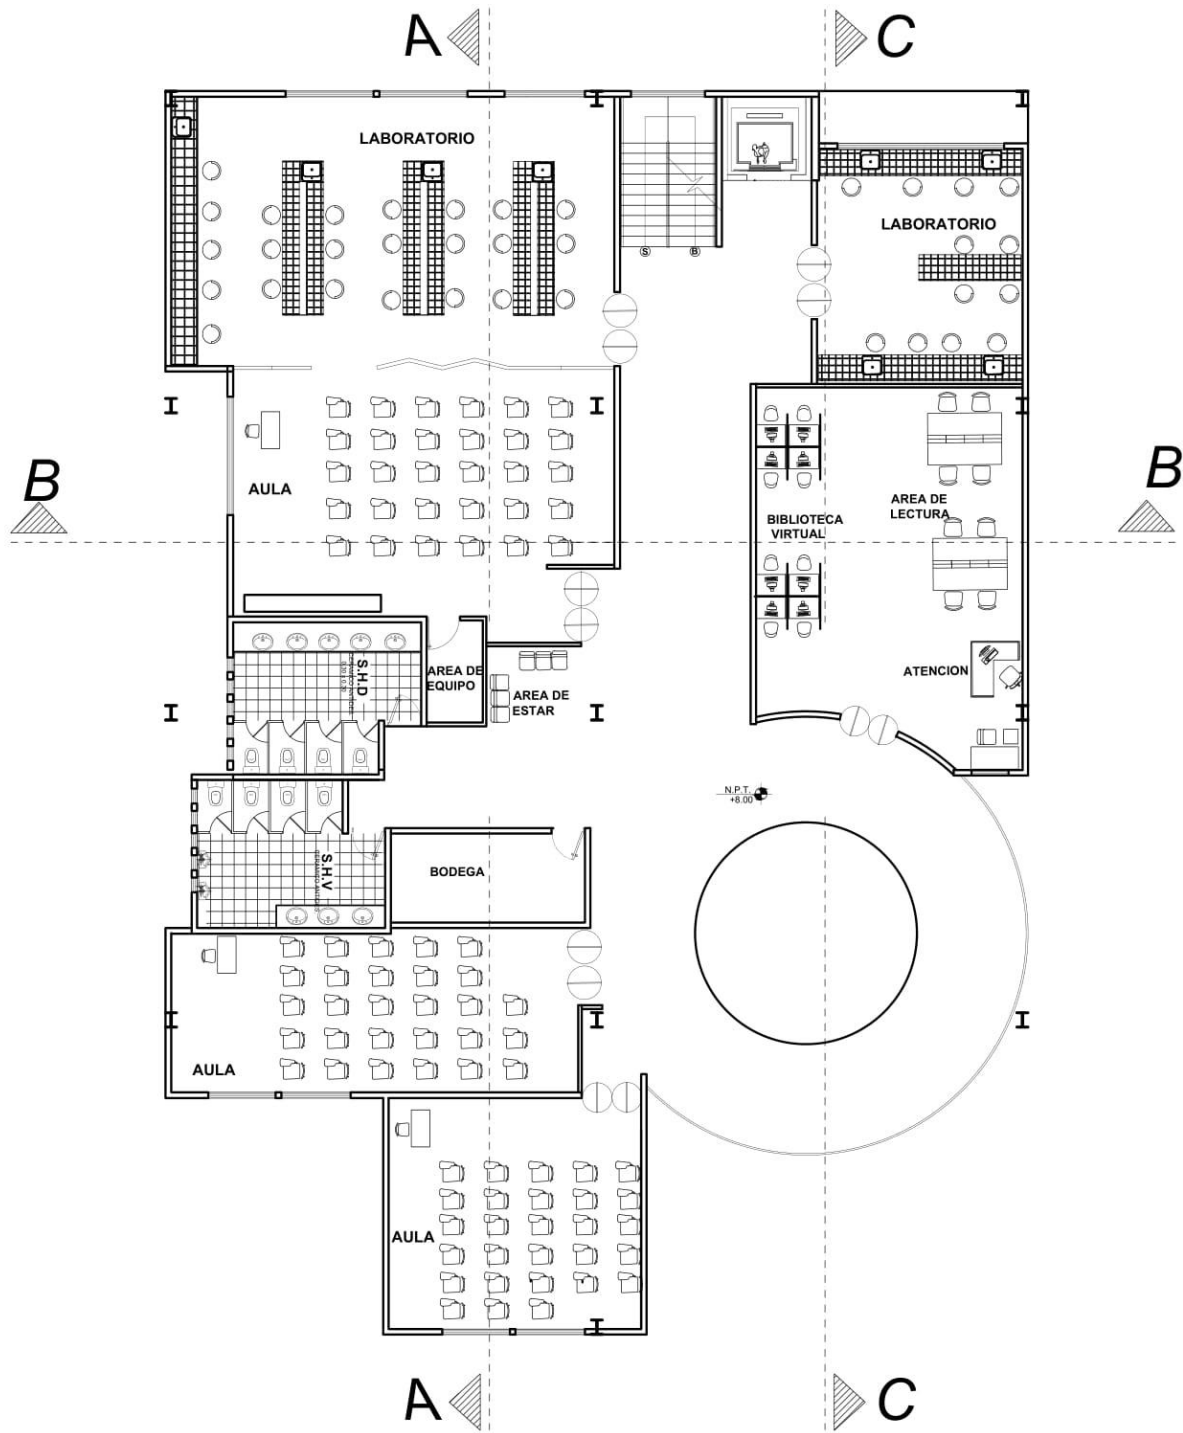 A
C
LABORATORIO
LABORATORIO
S
B
B
B
AULA
AREA DE
LECTURA
BIBLIOTECA
VIRTUAL
S.H.D
AREA DE
EQUIPO
AREA DE
ESTAR
ATENCION
N.P.T.
+8.00
S.H.V
BODEGA
AULA
AULA
A
C